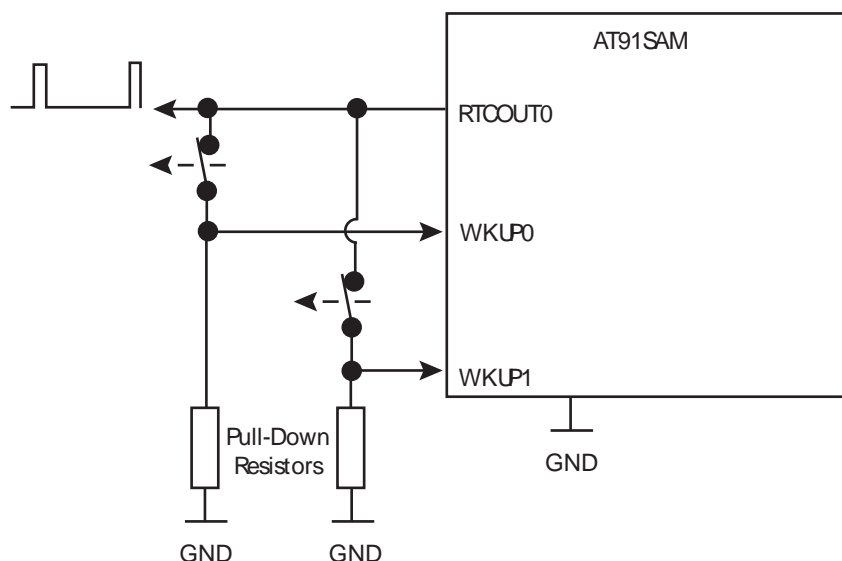 AT91SAM
RTCOUT0
WKUP0
WKUP1
Pull-Down
Resistors
GND
GND
GND